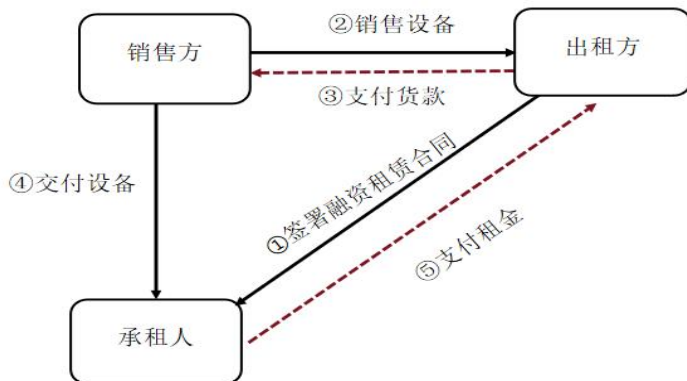 ②销售设备
销售方
出租方
③支付货款
④交付设备
①签署融资租赁合同
⑤支付租金
承租人